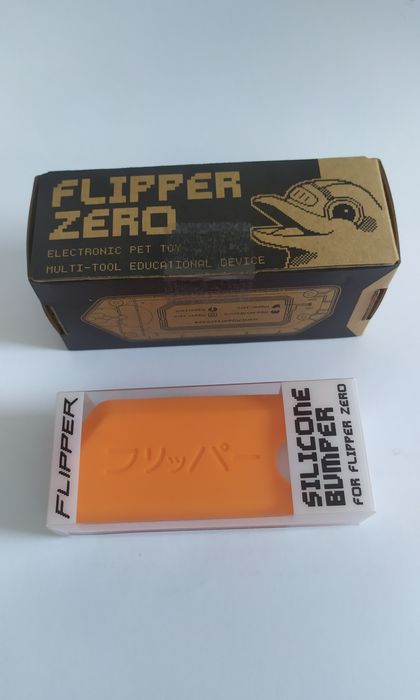 FLIPPER
ZERO
ELECTRONIC PET TOY
MULTI-TOOL EDUCATIONAL DEVICE
FLIPPER
フリッパー
SILICONE
BUMPER
FOR FLIPPER ZERO